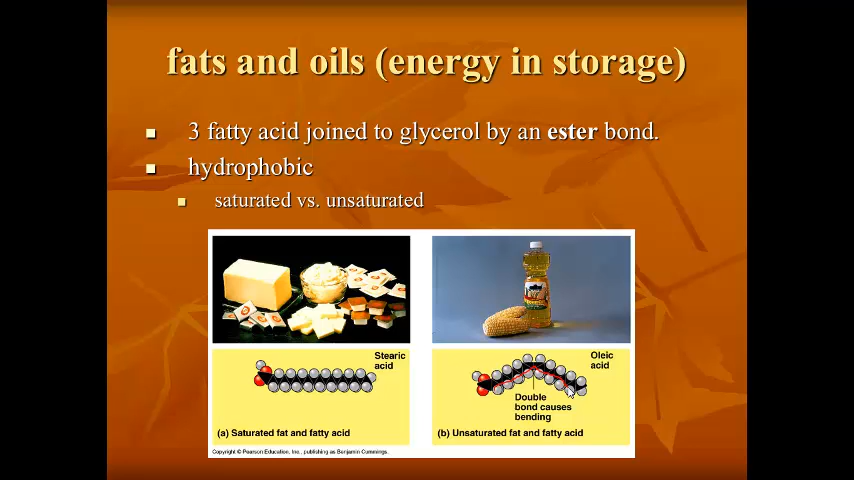 fats and oils (energy in storage)
3 fatty acid joined to glycerol by an ester bond.
hydrophobic
saturated vs. unsaturated
Stearic
acid
(a) Saturated fat and fatty acid
Oleic
acid
Double
bond causes
bending
(b) Unsaturated fat and fatty acid
Copyright © Pearson Education, Inc., publishing as Benjamin Cummings.